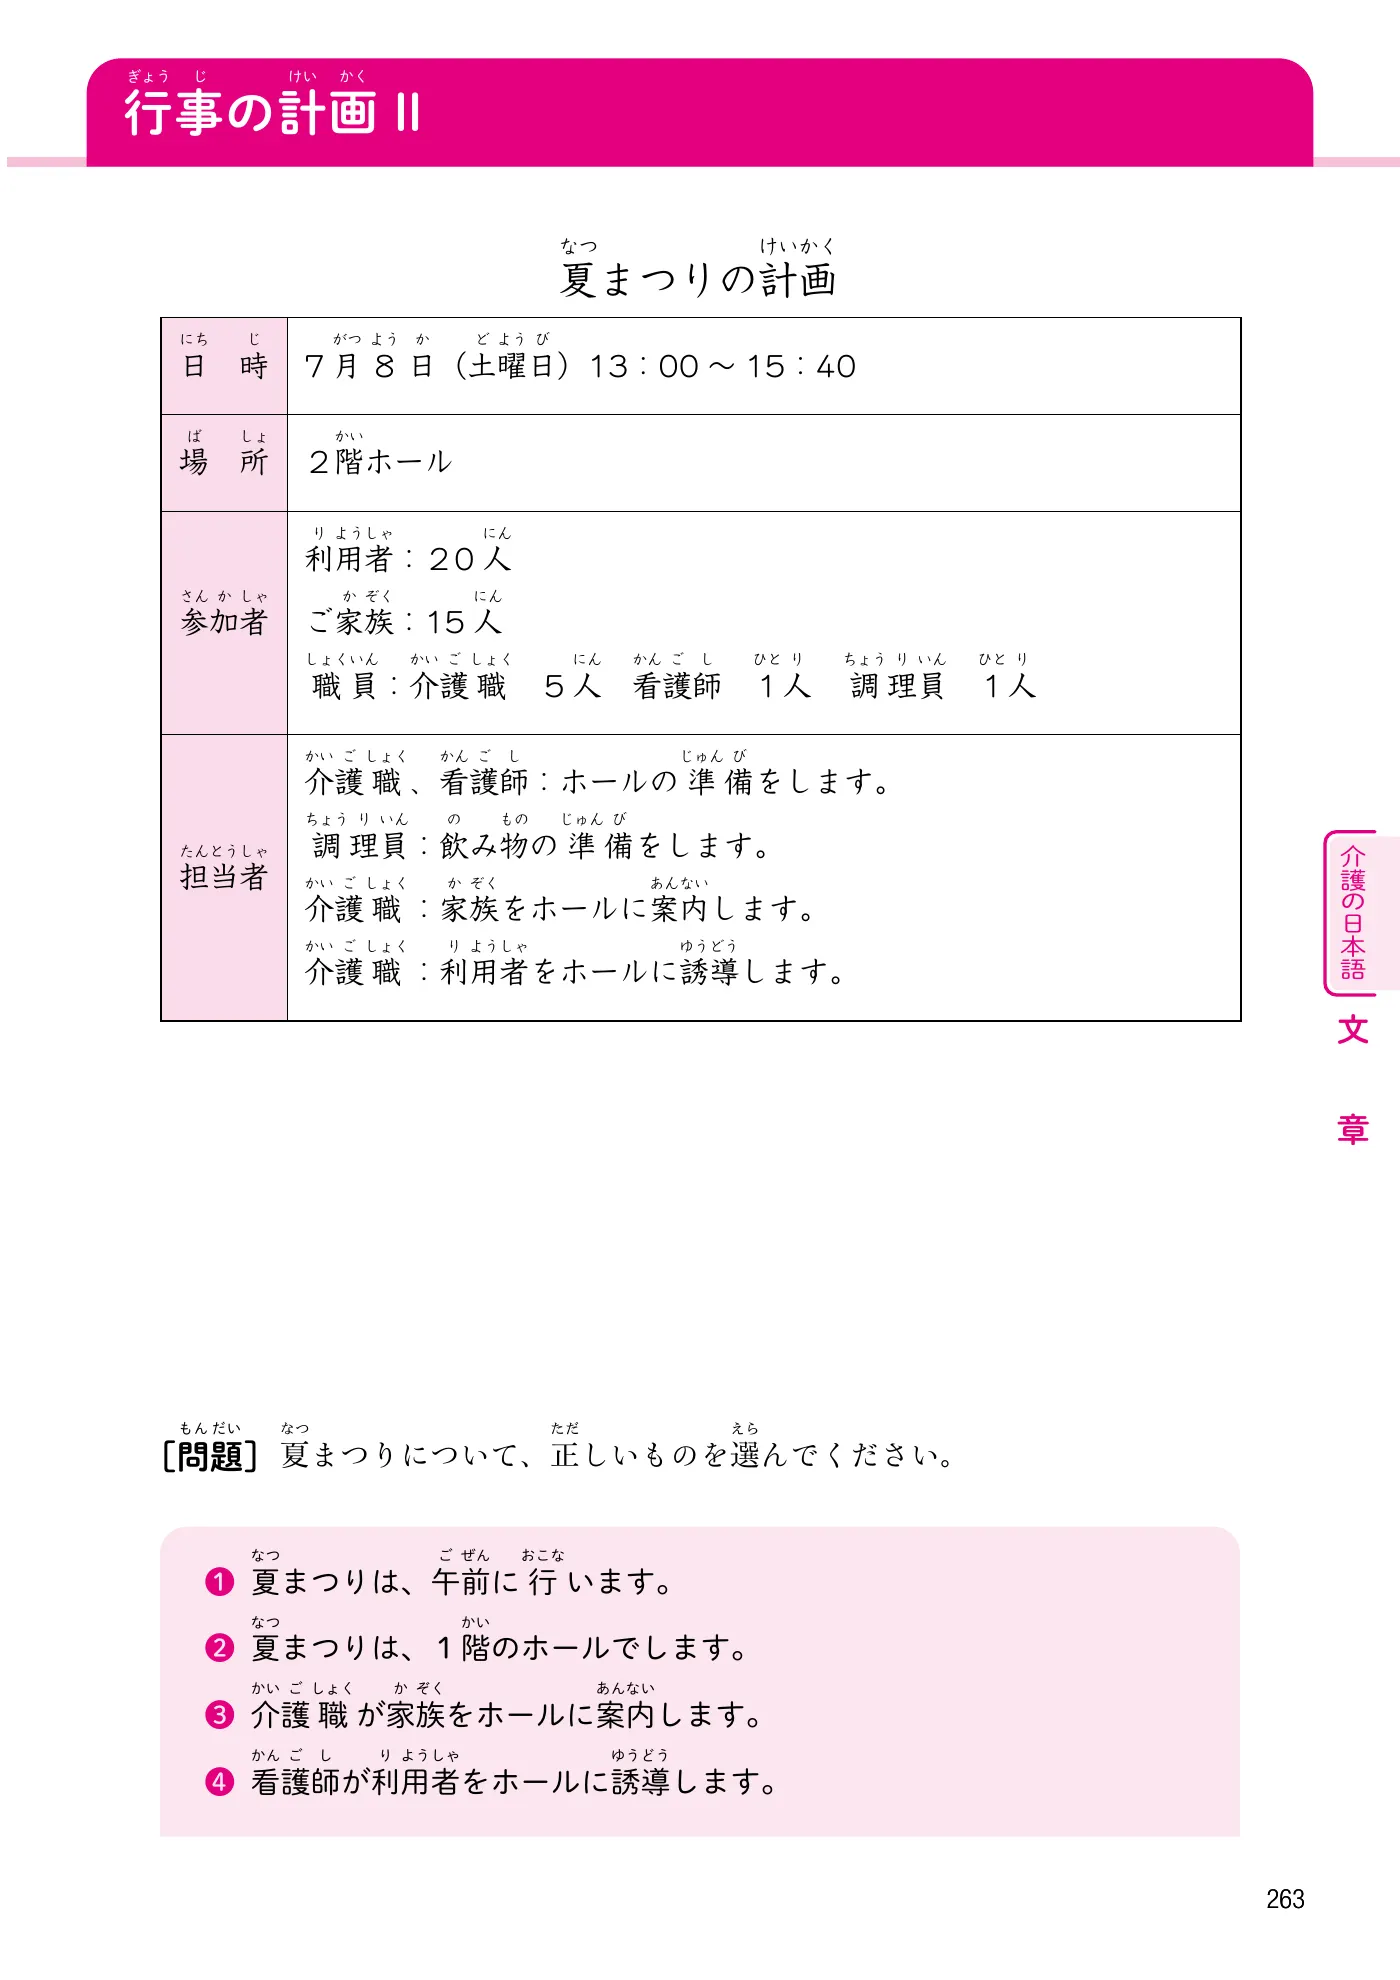 行事の計画 II
夏まつりの計画
日 時 7月8日（土曜日）13：00～15：40
場 所 2階ホール
参加者
利用者：20人
ご家族：15人
職員：介護職 5人 看護師 1人 調理員 1人
担当者
介護職、看護師：ホールの準備をします。
調理員：飲み物の準備をします。
介護職：家族をホールに案内します。
介護職：利用者をホールに誘導します。
介護の日本語
文章
［問題］ 夏まつりについて、正しいものを選んでください。
❶ 夏まつりは、午前に行います。
❷ 夏まつりは、1階のホールでします。
❸ 介護職が家族をホールに案内します。
❹ 看護師が利用者をホールに誘導します。
263